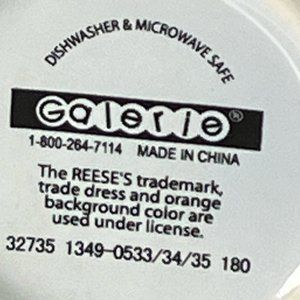 DISHWASHER & MICROWAVE SAFE
Galerie®
1-800-264-7114 MADE IN CHINA
The REESE'S trademark,
trade dress and orange
background color are
used under license.
32735 1349-0533/34/35 180